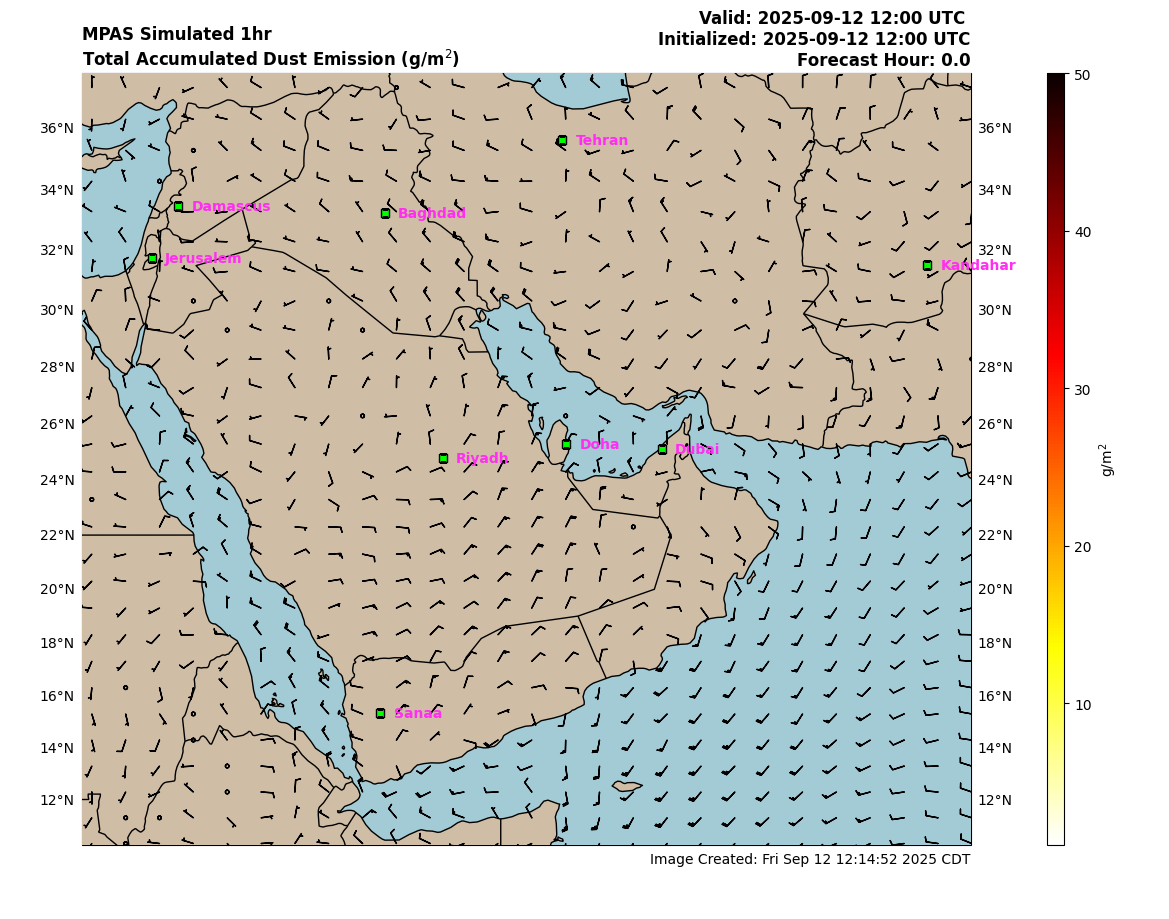 MPAS Simulated 1hr
Total Accumulated Dust Emission (g/m²)
Valid: 2025-09-12 12:00 UTC
Initialized: 2025-09-12 12:00 UTC
Forecast Hour: 0.0
36°N
34°N
32°N
30°N
28°N
26°N
24°N
22°N
20°N
18°N
16°N
14°N
12°N
Tehran
Damascus
Baghdad
Jerusalem
Kandahar
Doha
Dubai
Riyadh
Sanaa
36°N
34°N
32°N
30°N
28°N
26°N
24°N
22°N
20°N
18°N
16°N
14°N
12°N
50
40
30
20
10
g/m²
Image Created: Fri Sep 12 12:14:52 2025 CDT